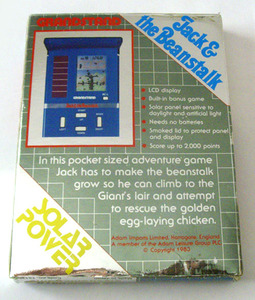 GRANDSTAND
Jack &
the Beanstalk
LCD display
Built-in bonus game
Solar panel sensitive to
daylight and artificial light
Needs no batteries
Smoked lid to protect panel
and display
Score up to 2,000 points
In this pocket sized adventure game
Jack has to make the beanstalk
grow so he can climb to the
Giant's lair and attempt
to rescue the golden
egg-laying chicken.
SOLAR
POWER
Adam Imports Limited, Harrogate, England
A member of the Adam Leisure Group PLC
© Copyright 1983